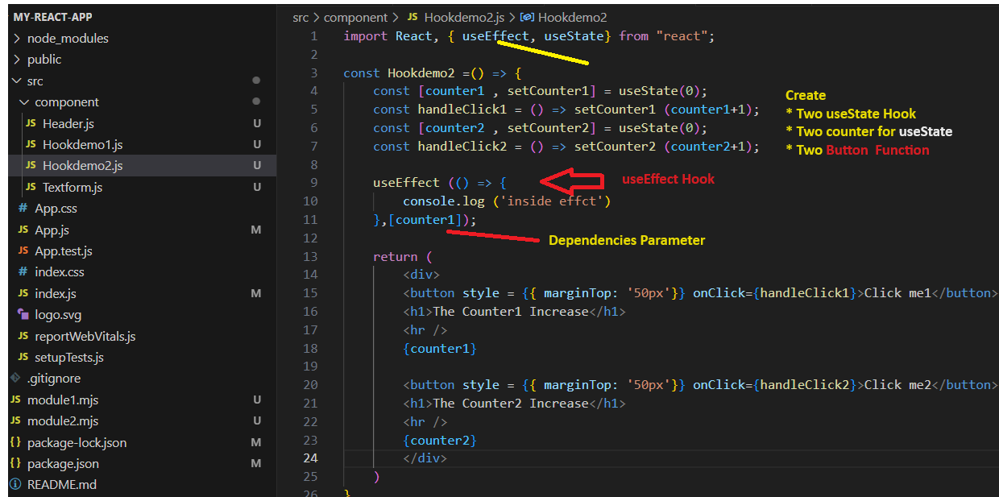 MY-REACT-APP
node_modules
public
src
component
JS Header.js U
JS Hookdemo1.js U
JS Hookdemo2.js U
JS Textform.js U
# App.css
JS App.js M
JS App.test.js
# index.css
JS index.js M
logo.svg
JS reportWebVitals.js
JS setupTests.js
.gitignore
JS module1.mjs U
JS module2.mjs U
{} package-lock.json M
{} package.json M
README.md
src > component > JS Hookdemo2.js > Hookdemo2
1 import React, { useEffect, useState} from "react";
2
3 const Hookdemo2 =() => {
4 const [counter1 , setCounter1] = useState(0);
5 const handleClick1 = () => setCounter1 (counter1+1);
6 const [counter2 , setCounter2] = useState(0);
7 const handleClick2 = () => setCounter2 (counter2+1);
8
9 useEffect (() => {
10 console.log ('inside effct')
11 },[counter1]);
12
13 return (
14 <div>
15 <button style = {{ marginTop: '50px'}} onClick={handleClick1}>Click me1</button>
16 <h1>The Counter1 Increase</h1>
17 <hr />
18 {counter1}
19
20 <button style = {{ marginTop: '50px'}} onClick={handleClick2}>Click me2</button>
21 <h1>The Counter2 Increase</h1>
22 <hr />
23 {counter2}
24 </div>
25 )
26 }
Create
* Two useState Hook
* Two counter for useState
* Two Button Function
useEffect Hook
Dependencies Parameter